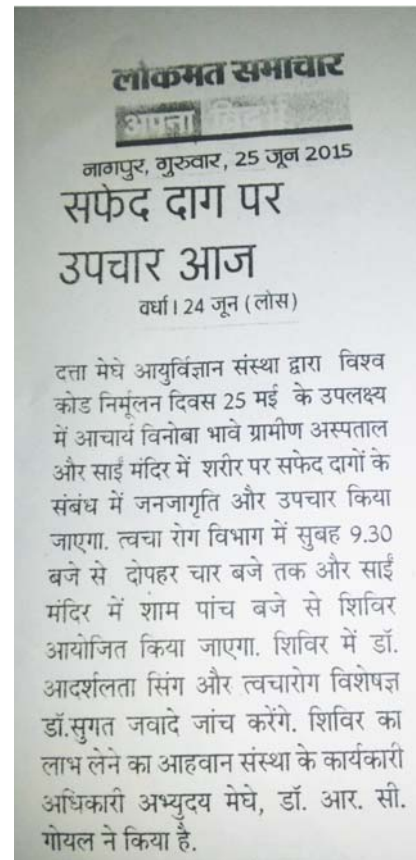 लोकमत समाचार
अपना
नागपुर, गुरुवार, 25 जून 2015
सफेद दाग पर
उपचार आज
वर्धा। 24 जून (लोस)
दत्ता मेघे आयुर्विज्ञान संस्था द्वारा विश्व
कोड निर्मूलन दिवस 25 मई के उपलक्ष्य
में आचार्य विनोबा भावे ग्रामीण अस्पताल
और साईं मंदिर में शरीर पर सफेद दागों के
संबंध में जनजागृति और उपचार किया
जाएगा. त्वचा रोग विभाग में सुबह 9.30
बजे से दोपहर चार बजे तक और साईं
मंदिर में शाम पांच बजे से शिविर
आयोजित किया जाएगा. शिविर में डॉ.
आदर्शलता सिंग और त्वचारोग विशेषज्ञ
डॉ.सुगत जवादे जांच करेंगे. शिविर का
लाभ लेने का आहवान संस्था के कार्यकारी
अधिकारी अभ्युदय मेघे, डॉ. आर. सी.
गोयल ने किया है.